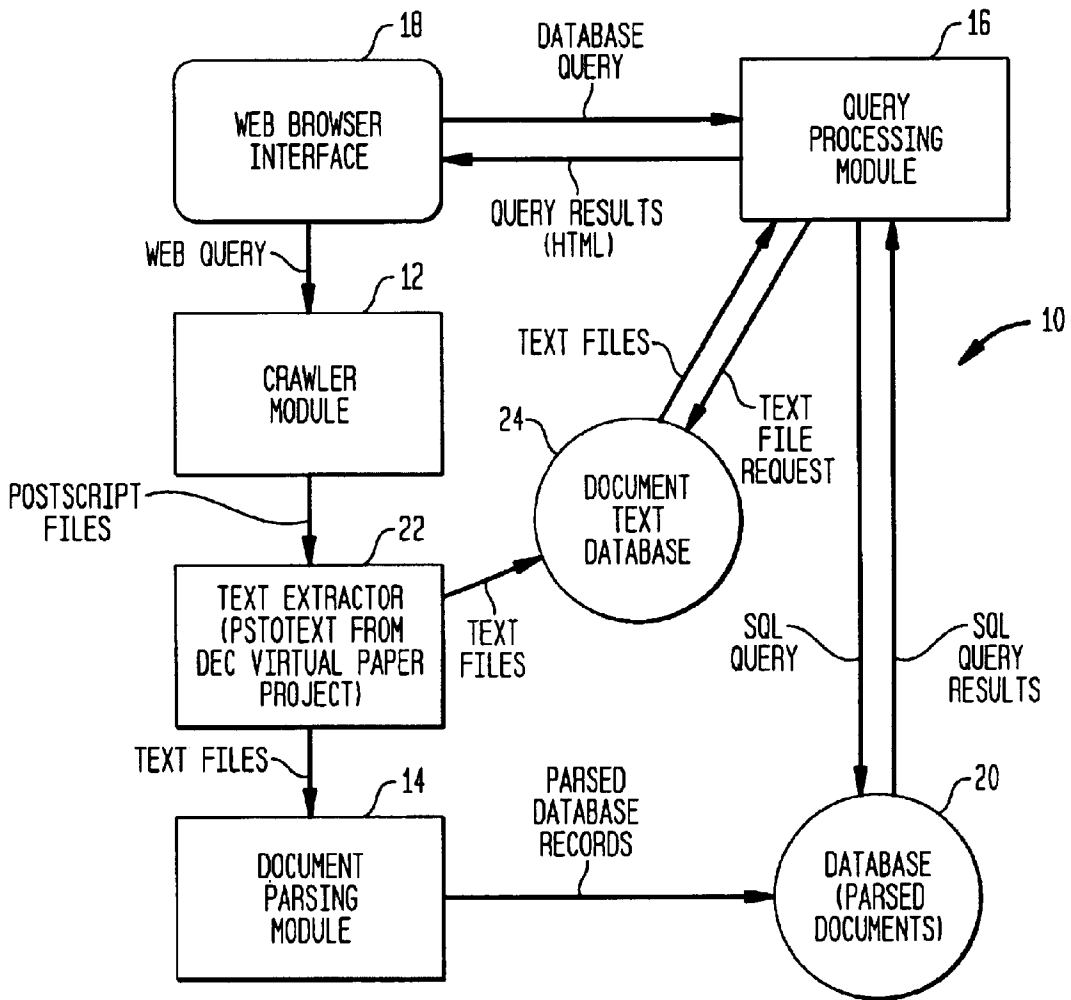 18
DATABASE
QUERY
16
WEB BROWSER
INTERFACE
QUERY
PROCESSING
MODULE
QUERY RESULTS
(HTML)
WEB QUERY
12
10
TEXT FILES
CRAWLER
MODULE
24
TEXT
FILE
REQUEST
DOCUMENT
TEXT
DATABASE
POSTSCRIPT
FILES
22
TEXT EXTRACTOR
(PSTOTEXT FROM
DEC VIRTUAL PAPER
PROJECT)
TEXT
FILES
SQL
QUERY
SQL
QUERY
RESULTS
TEXT FILES
14
PARSED
DATABASE
RECORDS
20
DOCUMENT
PARSING
MODULE
DATABASE
(PARSED
DOCUMENTS)